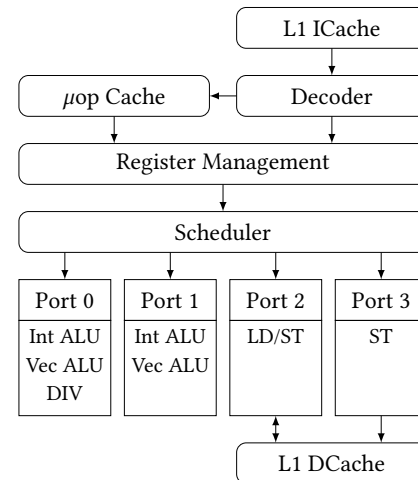 L1 ICache
μop Cache
Decoder
Register Management
Scheduler
Port 0
Int ALU
Vec ALU
DIV
Port 1
Int ALU
Vec ALU
Port 2
LD/ST
Port 3
ST
L1 DCache